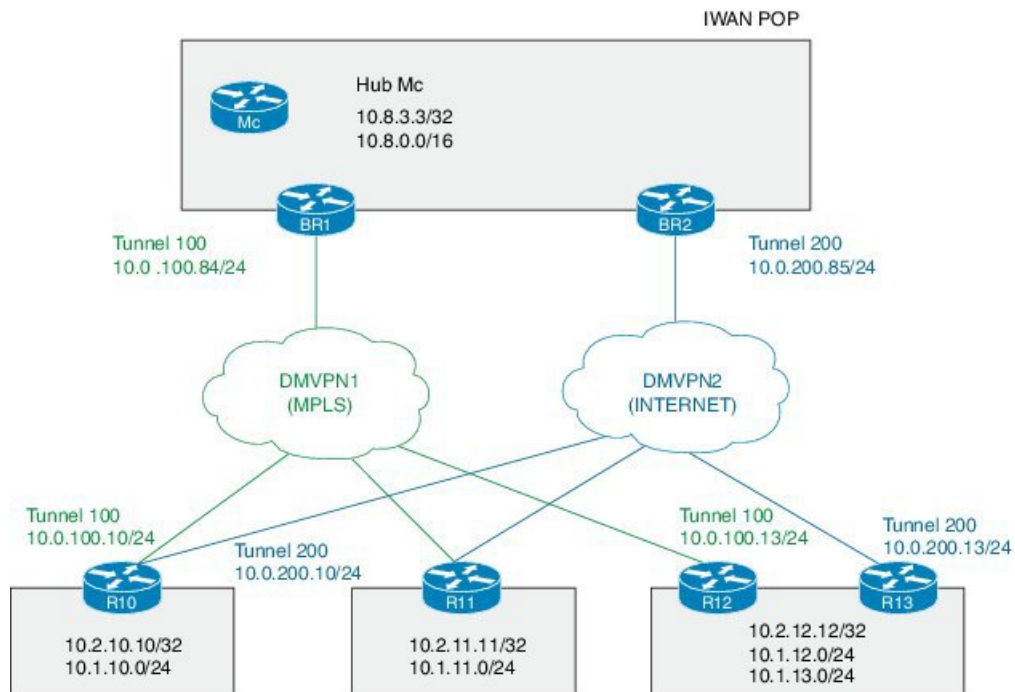 IWAN POP
Hub Mc
10.8.3.3/32
10.8.0.0/16
Mc
BR1
BR2
Tunnel 100
10.0 .100.84/24
Tunnel 200
10.0.200.85/24
DMVPN1
(MPLS)
DMVPN2
(INTERNET)
Tunnel 100
10.0.100.10/24
Tunnel 200
10.0.200.10/24
Tunnel 100
10.0.100.13/24
Tunnel 200
10.0.200.13/24
R10
R11
R12
R13
10.2.10.10/32
10.1.10.0/24
10.2.11.11/32
10.1.11.0/24
10.2.12.12/32
10.1.12.0/24
10.1.13.0/24